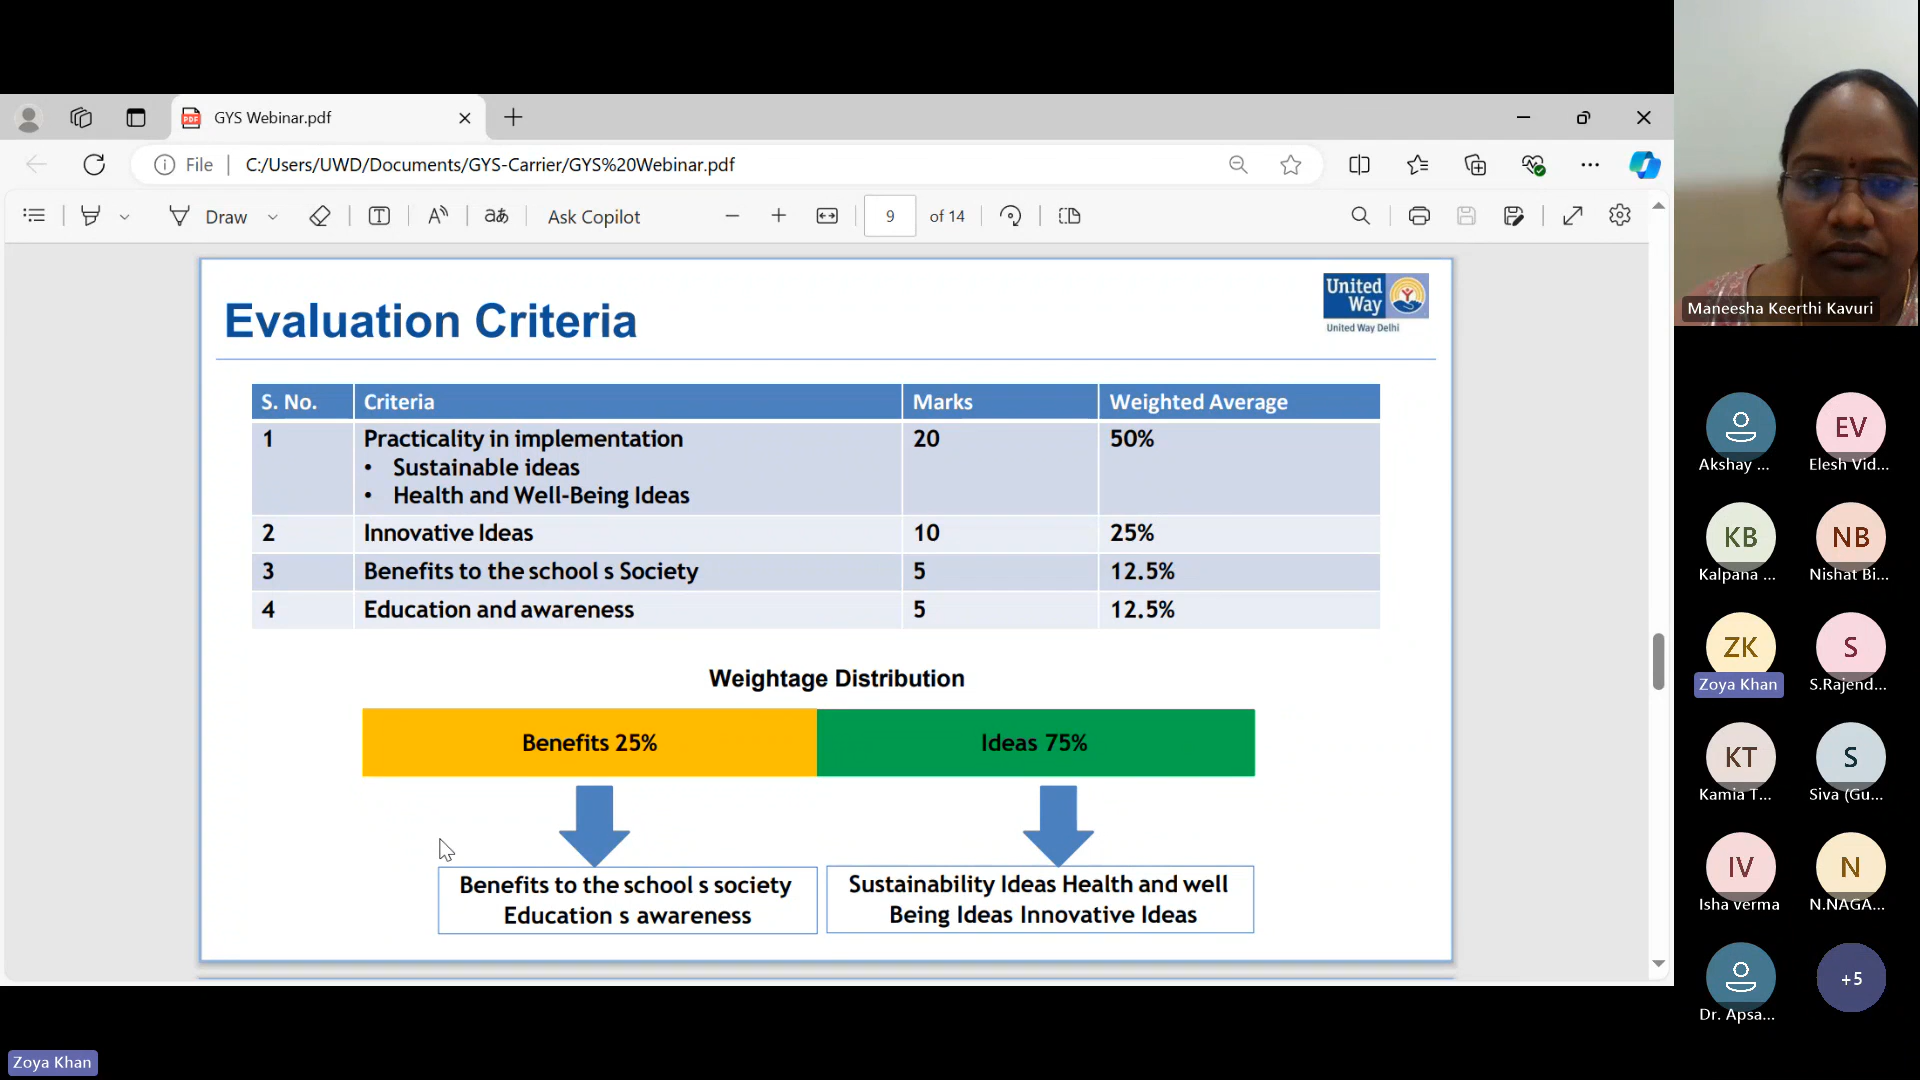 GYS Webinar.pdf
File
C:/Users/UWD/Documents/GYS-Carrier/GYS%20Webinar.pdf
Draw
Ask Copilot
9 of 14
Evaluation Criteria
United Way
United Way Delhi
S. No. Criteria Marks Weighted Average
1 Practicality in implementation 20 50%
• Sustainable ideas
• Health and Well-Being Ideas
2 Innovative Ideas 10 25%
3 Benefits to the school s Society 5 12.5%
4 Education and awareness 5 12.5%
Weightage Distribution
Benefits 25% Ideas 75%
Benefits to the school s society
Education s awareness
Sustainability Ideas Health and well
Being Ideas Innovative Ideas
Maneesha Keerthi Kavuri
Akshay ...
EV
Elesh Vid...
KB
Kalpana ...
NB
Nishat Bi...
ZK
Zoya Khan
S
S.Rajend...
KT
Kamia T...
S
Siva (Gu...
IV
Isha verma
N
N.NAGA...
Dr. Apsa...
+5
Zoya Khan